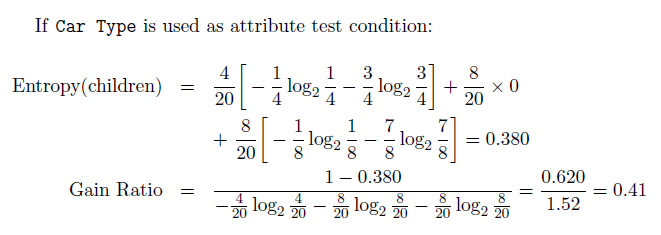 If Car Type is used as attribute test condition:
Entropy(children) = 4/20 [ − 1/4 log₂ 1/4 − 3/4 log₂ 3/4 ] + 8/20 × 0
+ 8/20 [ − 1/8 log₂ 1/8 − 7/8 log₂ 7/8 ] = 0.380
Gain Ratio = (1 − 0.380) / (− 4/20 log₂ 4/20 − 8/20 log₂ 8/20 − 8/20 log₂ 8/20) = 0.620/1.52 = 0.41